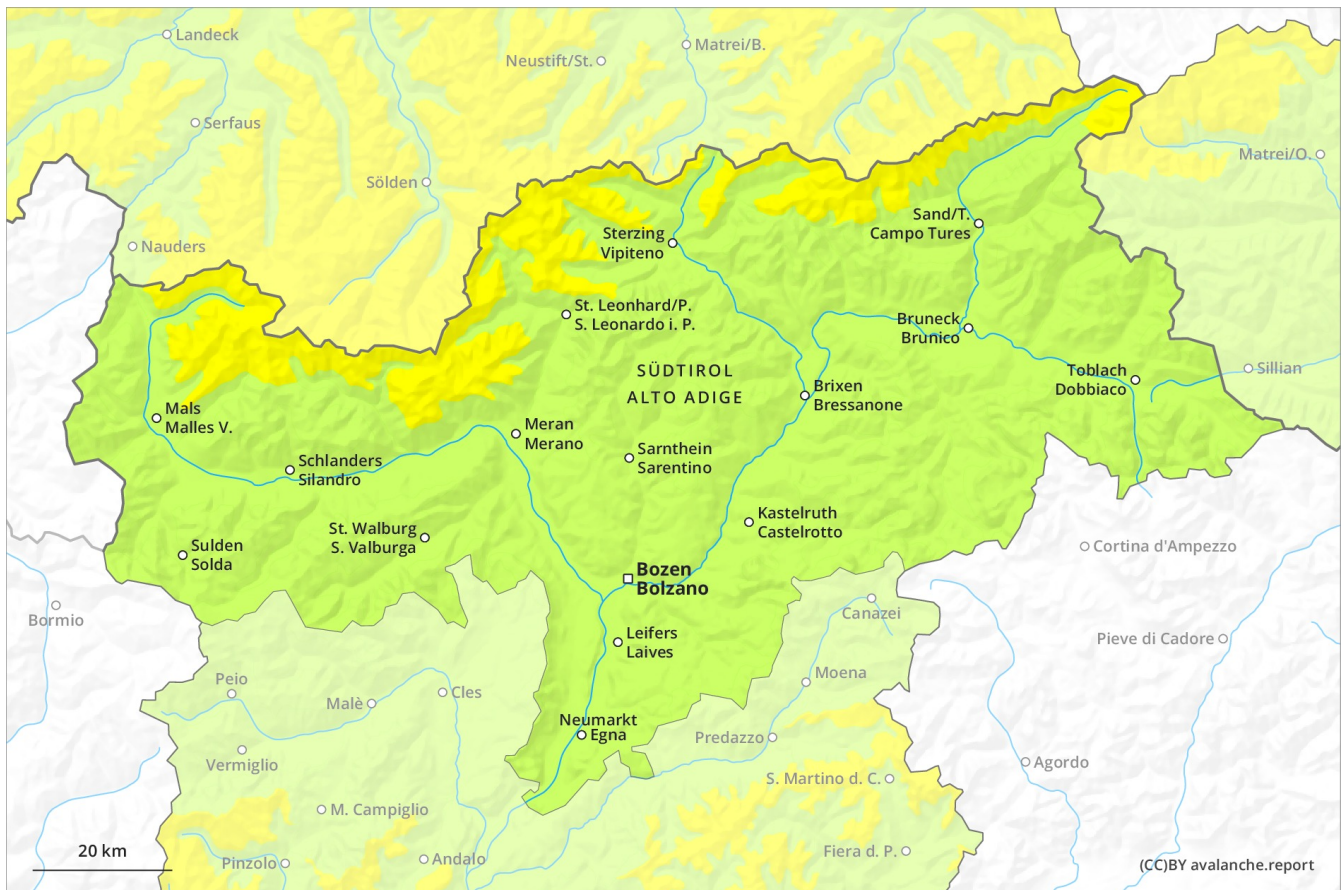 Landeck
Matrei/B.
Neustift/St.
Serfaus
Matrei/O.
Sölden
Sand/T.
Campo Tures
Nauders
Sterzing
Vipiteno
St. Leonhard/P.
S. Leonardo i. P.
Bruneck
Brunico
SÜDTIROL
ALTO ADIGE
Toblach
Dobbiaco
Sillian
Brixen
Bressanone
Mals
Malles V.
Meran
Merano
Schlanders
Silandro
Sarnthein
Sarentino
Kastelruth
Castelrotto
St. Walburg
S. Valburga
Sulden
Solda
Cortina d'Ampezzo
Bozen
Bolzano
Bormio
Canazei
Leifers
Laives
Pieve di Cadore
Peio
Moena
Malè
Cles
Neumarkt
Egna
Predazzo
Vermiglio
Agordo
S. Martino d. C.
M. Campiglio
20 km
Pinzolo
Andalo
Fiera d. P.
(CC)BY avalanche.report